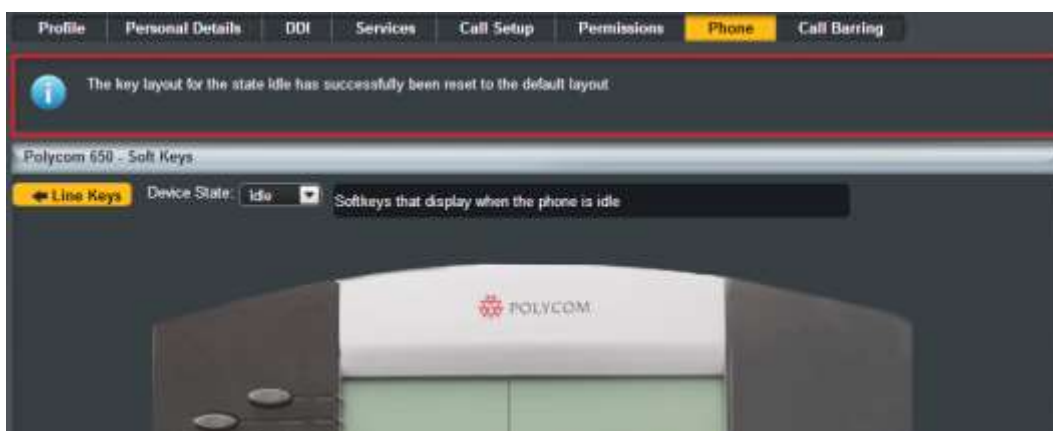 Profile Personal Details DDI Services Call Setup Permissions Phone Call Barring
The key layout for the state Idle has successfully been reset to the default layout
Polycom 650 - Soft Keys
Line Keys Device State: Idle Softkeys that display when the phone is idle
POLYCOM